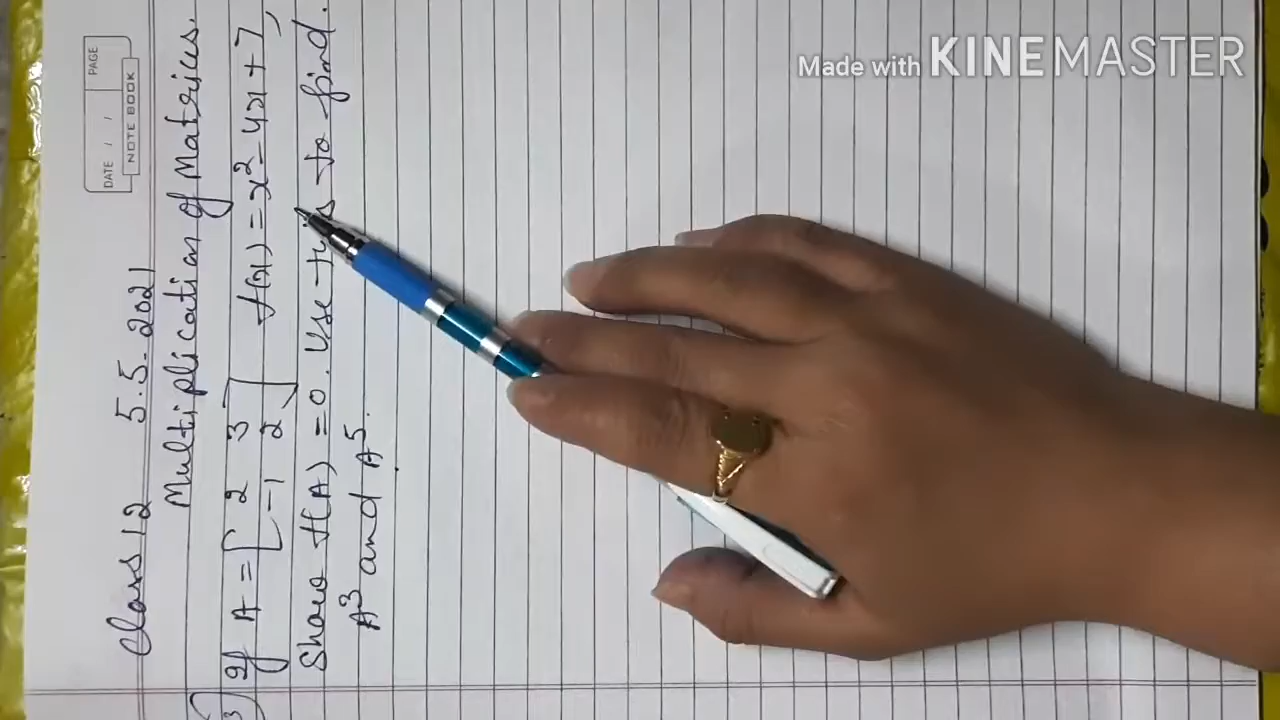 Made with KINEMASTER
DATE / /
PAGE
NOTE BOOK
Class 12 5.5.2021
Multiplication of Matrices.
3) If A = [ 2 3 f(x) = x² - 4x + 7,
-1 2 ]
Show f(A) = 0. Use this to find
A³ and A⁵.